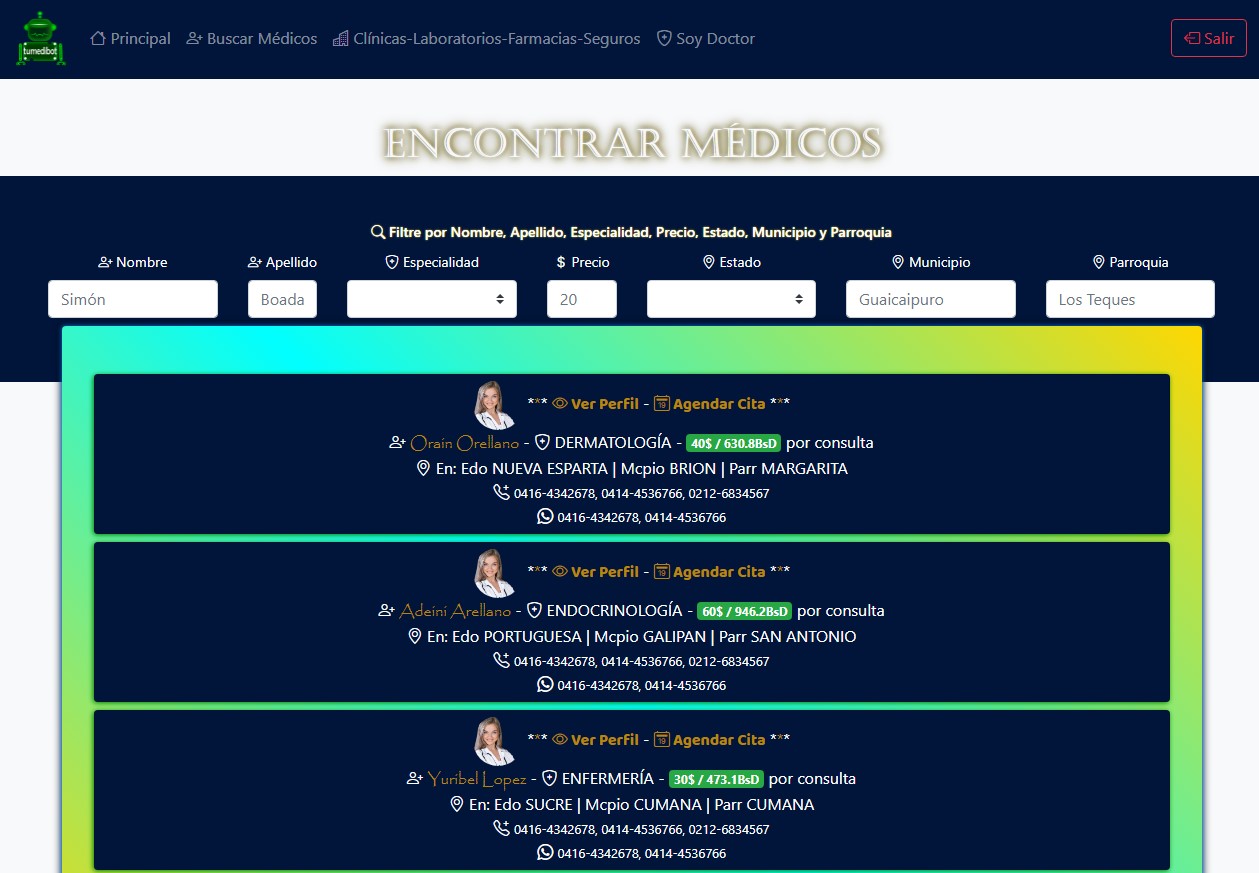 tumedibot
Principal Buscar Médicos Clínicas-Laboratorios-Farmacias-Seguros Soy Doctor Salir
ENCONTRAR MÉDICOS
Filtre por Nombre, Apellido, Especialidad, Precio, Estado, Municipio y Parroquia
Nombre Apellido Especialidad $ Precio Estado Municipio Parroquia
Simón Boada 20 Guaicaipuro Los Teques
*** Ver Perfil - Agendar Cita ***
Orain Orellano - DERMATOLOGÍA - 40$ / 630.8BsD por consulta
En: Edo NUEVA ESPARTA | Mcpio BRION | Parr MARGARITA
0416-4342678, 0414-4536766, 0212-6834567
0416-4342678, 0414-4536766
*** Ver Perfil - Agendar Cita ***
Adeini Arellano - ENDOCRINOLOGÍA - 60$ / 946.2BsD por consulta
En: Edo PORTUGUESA | Mcpio GALIPAN | Parr SAN ANTONIO
0416-4342678, 0414-4536766, 0212-6834567
0416-4342678, 0414-4536766
*** Ver Perfil - Agendar Cita ***
Yuribel Lopez - ENFERMERÍA - 30$ / 473.1BsD por consulta
En: Edo SUCRE | Mcpio CUMANA | Parr CUMANA
0416-4342678, 0414-4536766, 0212-6834567
0416-4342678, 0414-4536766